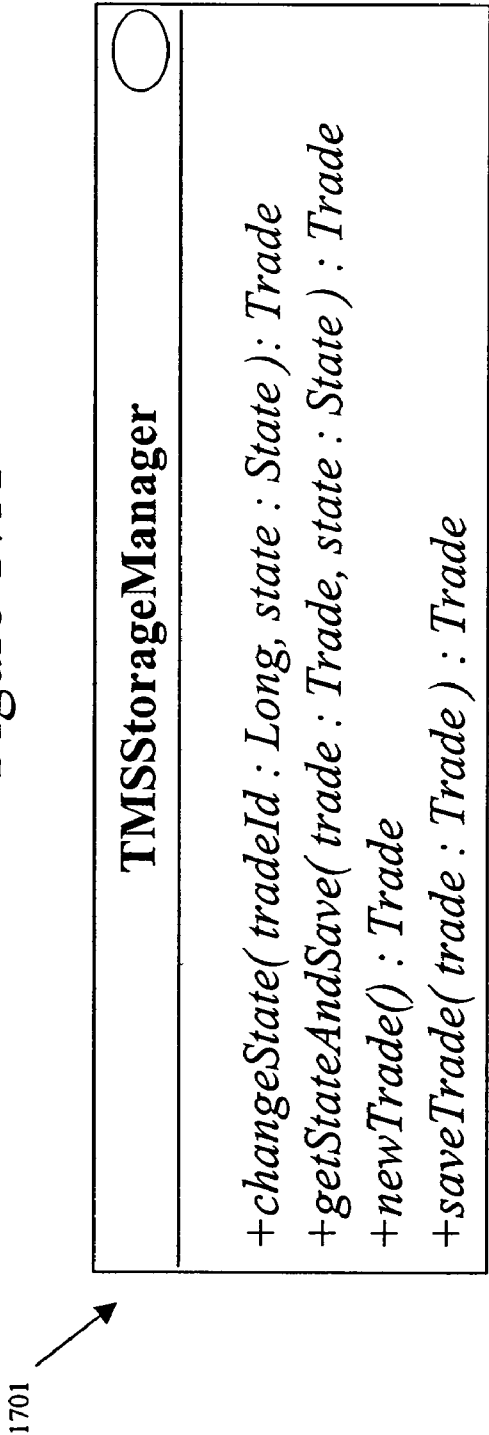 TMSStorageManager
+changeState( tradeId : Long, state : State ) : Trade
+getStateAndSave( trade : Trade, state : State ) : Trade
+newTrade() : Trade
+saveTrade( trade : Trade ) : Trade
1701